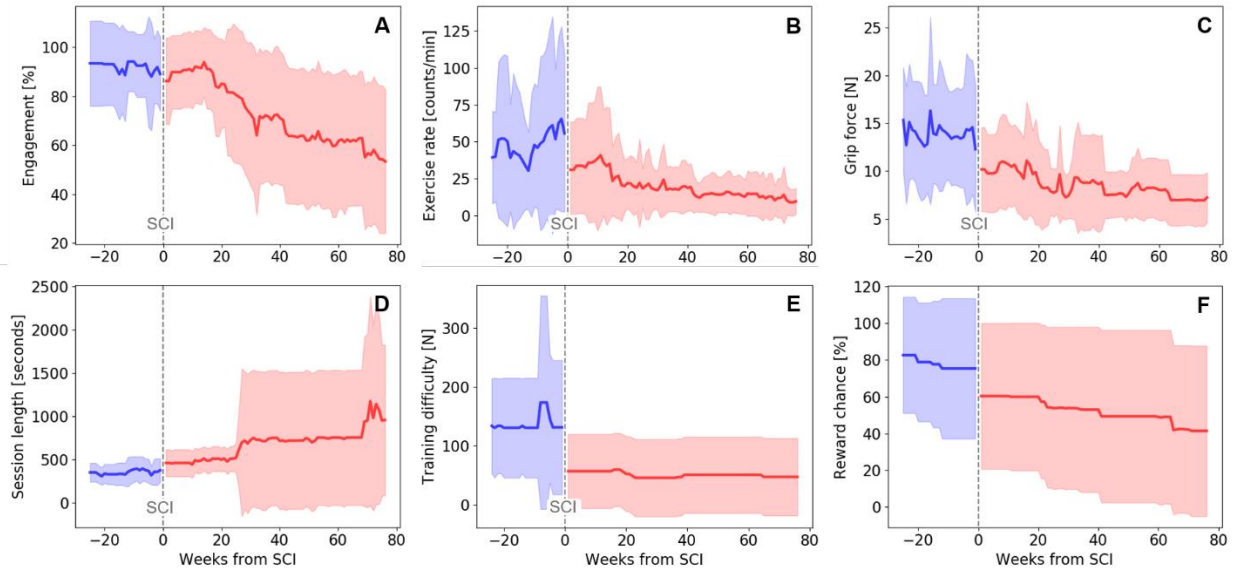 A
Engagement [%]
100
80
60
40
20
SCI
−20 0 20 40 60 80
B
Exercise rate [counts/min]
125
100
75
50
25
0
SCI
−20 0 20 40 60 80
C
Grip force [N]
25
20
15
10
5
SCI
−20 0 20 40 60 80
D
Session length [seconds]
2500
2000
1500
1000
500
0
SCI
−20 0 20 40 60 80
Weeks from SCI
E
Training difficulty [N]
300
200
100
0
SCI
−20 0 20 40 60 80
Weeks from SCI
F
Reward chance [%]
120
100
80
60
40
20
0
−20 0 20 40 60 80
Weeks from SCI